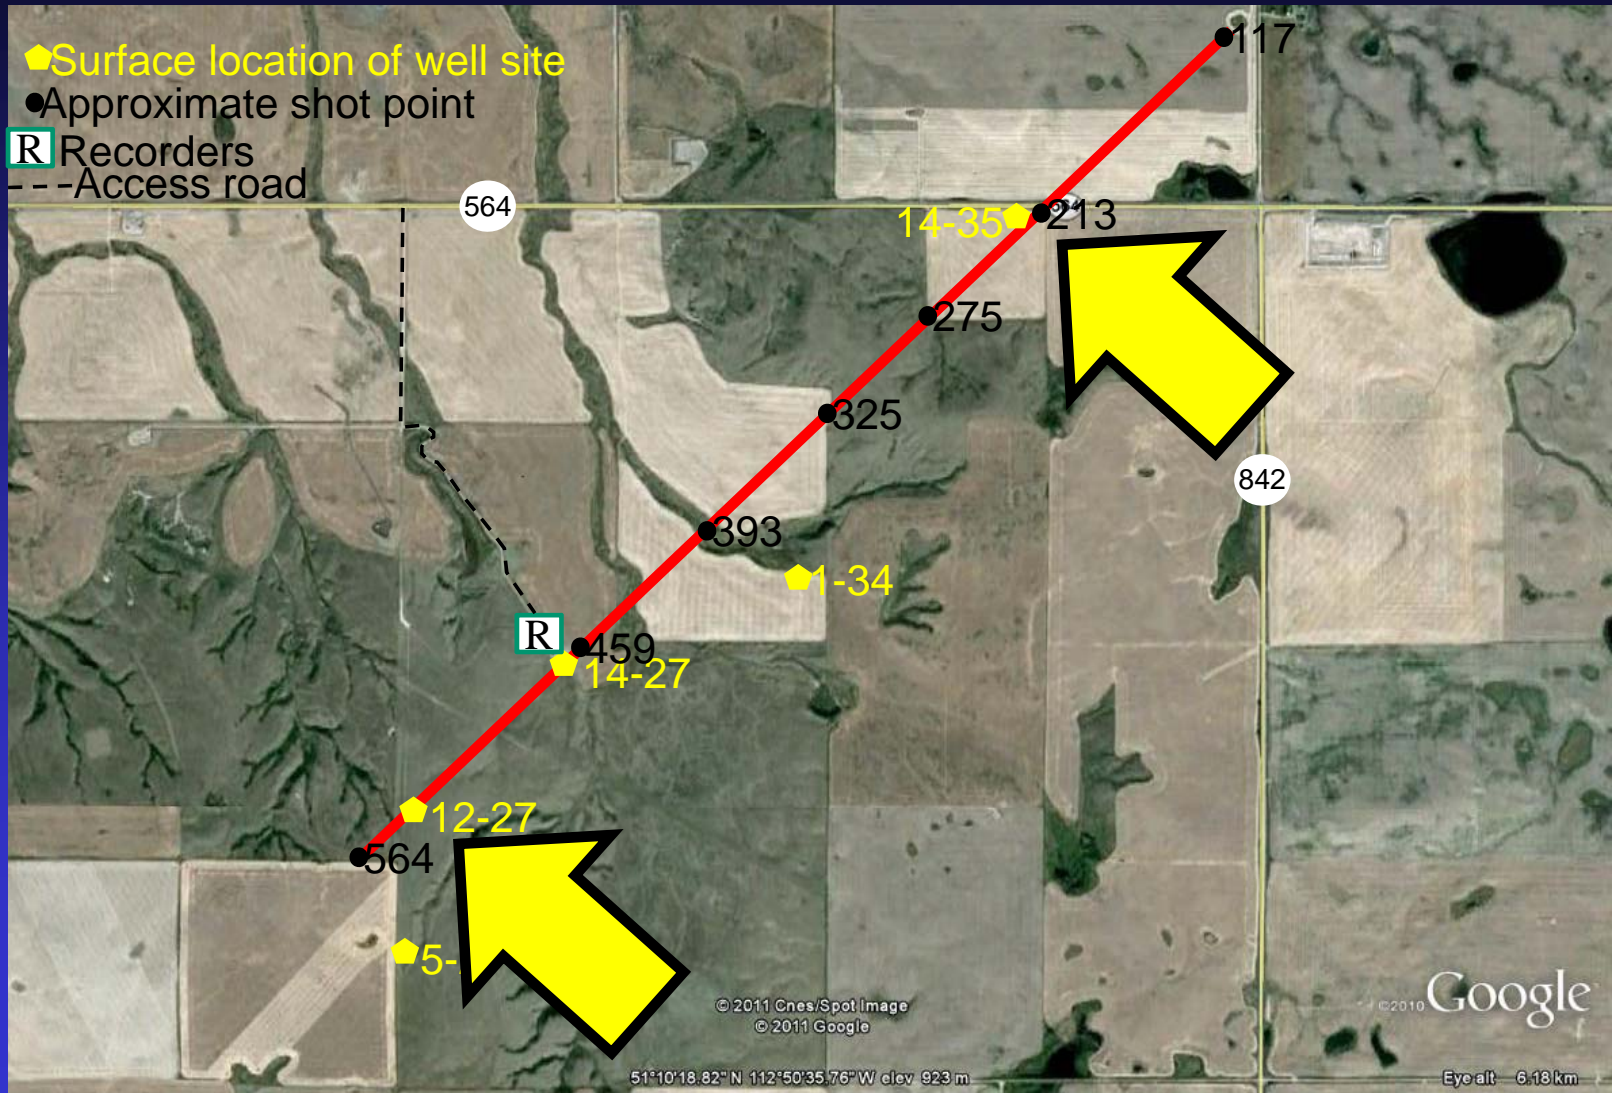 Surface location of well site
Approximate shot point
R Recorders
---Access road
117
564
14-35
213
275
325
842
393
1-34
R
459
14-27
12-27
564
5-
© 2011 Cnes/Spot Image
© 2011 Google
©2010 Google
51°10'18.82" N 112°50'35.76" W elev 923 m
Eye alt 6.18 km